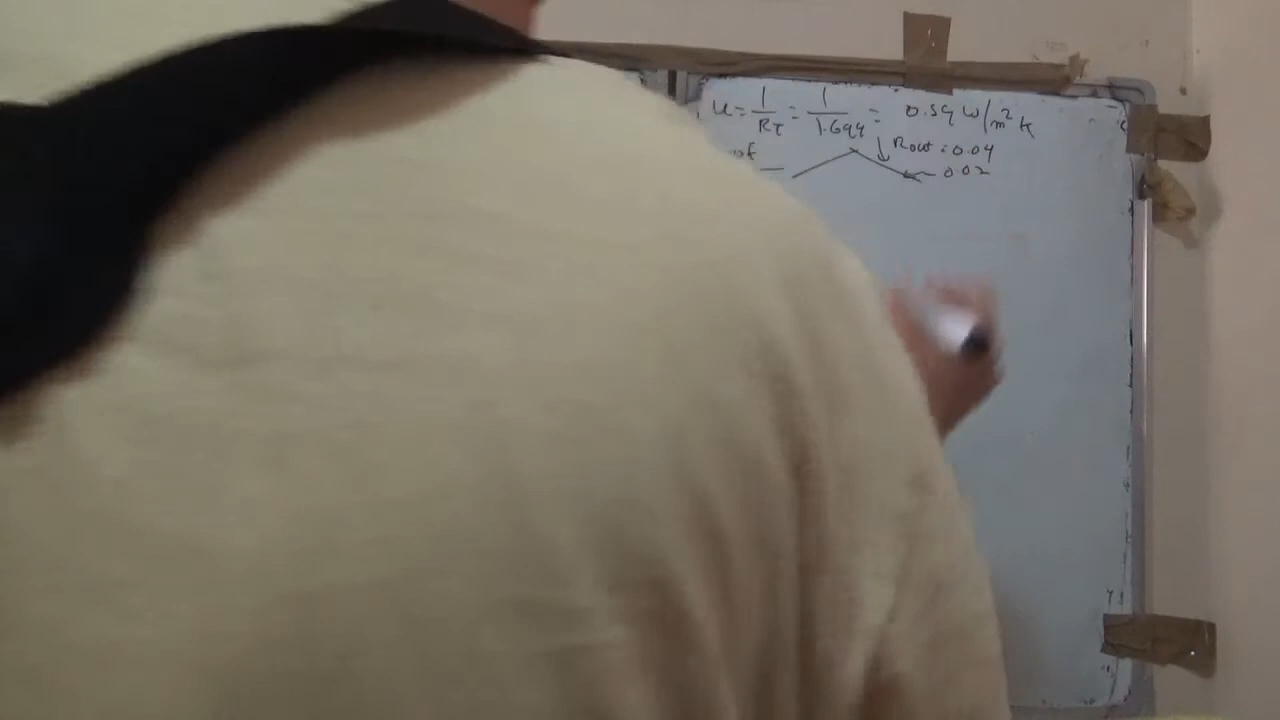 u = 1/RT = 1/1.694 = 0.59 W/m²K
of
Rout = 0.04
0.02